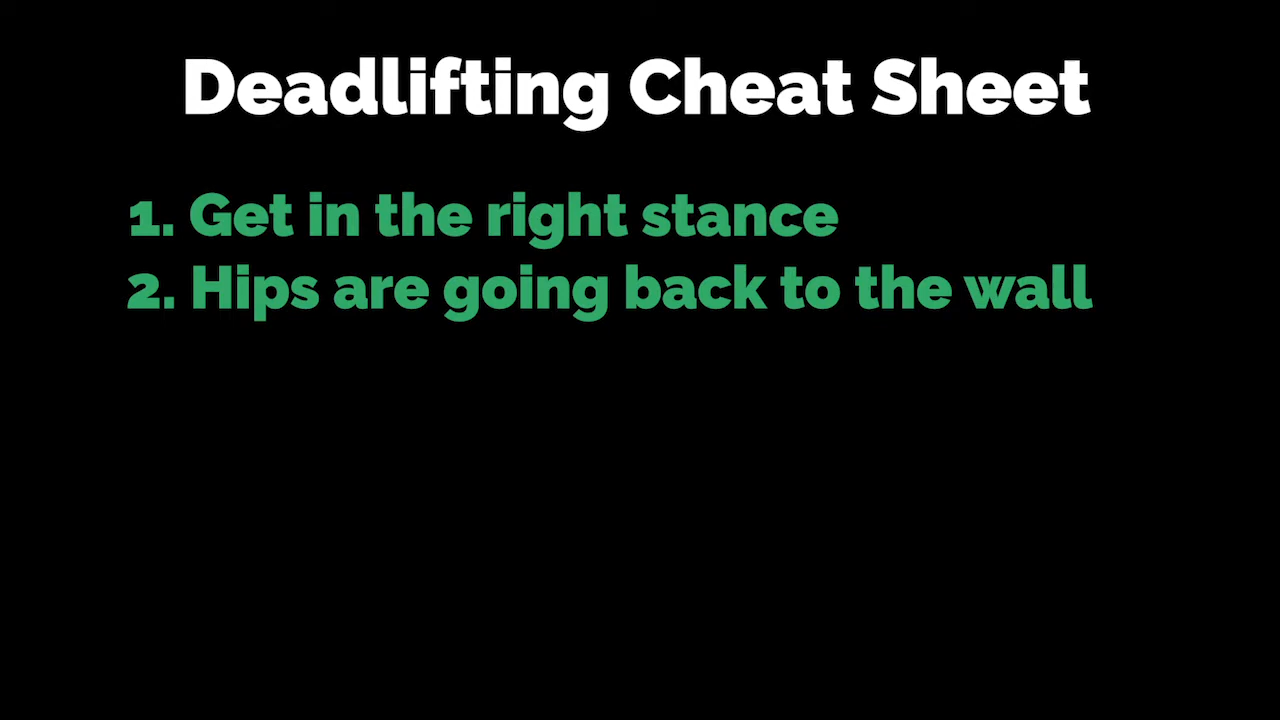 Deadlifting Cheat Sheet
1. Get in the right stance
2. Hips are going back to the wall